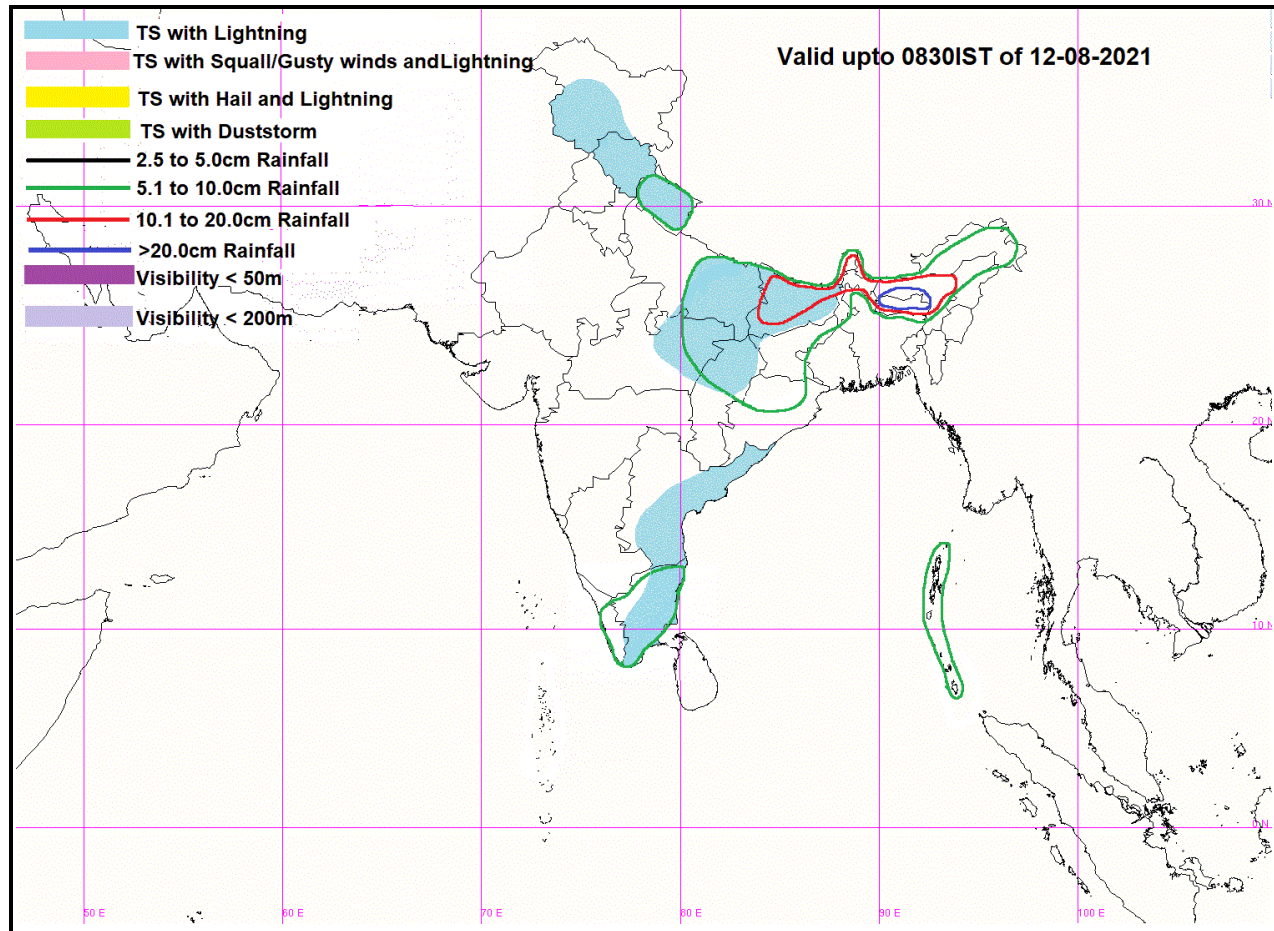 TS with Lightning
Valid upto 0830IST of 12-08-2021
TS with Squall/Gusty winds andLightning
TS with Hail and Lightning
TS with Duststorm
2.5 to 5.0cm Rainfall
5.1 to 10.0cm Rainfall
10.1 to 20.0cm Rainfall
>20.0cm Rainfall
Visibility < 50m
Visibility < 200m
30 N
20 N
10 N
0 N
50 E
60 E
70 E
80 E
90 E
100 E